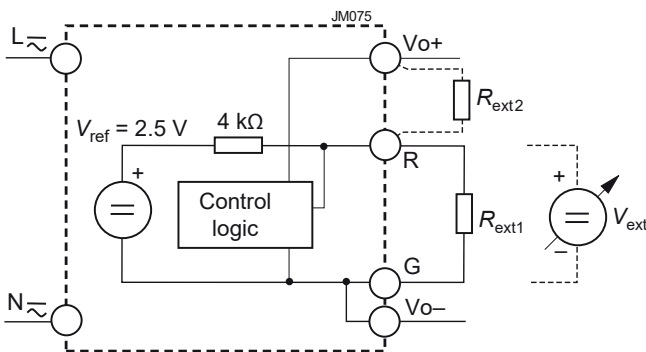 JM075
L
Vo+
Rext2
Vref = 2.5 V
4 kΩ
R
+
Control
logic
Rext1
+
Vext
–
G
N
Vo–